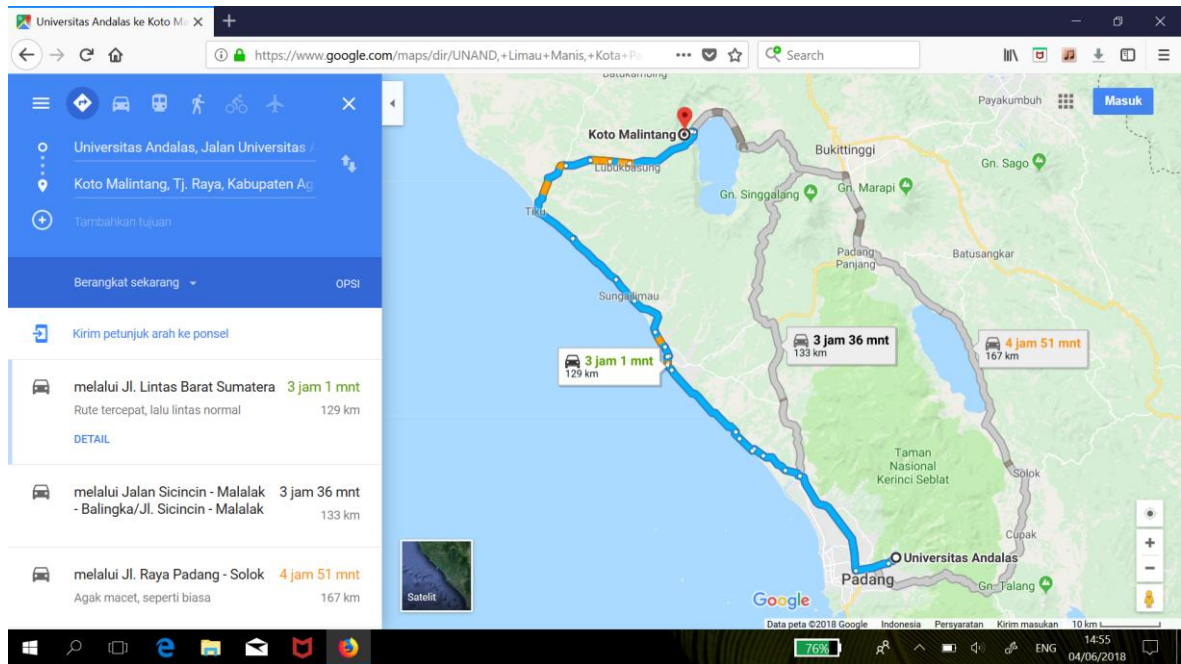 Universitas Andalas ke Koto Ma
https://www.google.com/maps/dir/UNAND,+Limau+Manis,+Kota+P
Search
Universitas Andalas, Jalan Universitas
Koto Malintang, Tj. Raya, Kabupaten Ag
Tambahkan tujuan
Berangkat sekarang
OPSI
Kirim petunjuk arah ke ponsel
melalui Jl. Lintas Barat Sumatera 3 jam 1 mnt
Rute tercepat, lalu lintas normal 129 km
DETAIL
melalui Jalan Sicincin - Malalak 3 jam 36 mnt
- Balingka/Jl. Sicincin - Malalak 133 km
melalui Jl. Raya Padang - Solok 4 jam 51 mnt
Agak macet, seperti biasa 167 km
Masuk
Payakumbuh
Koto Malintang
Bukittinggi
Lubukbasung
Gn. Sago
Gn. Singgalang
Gn. Marapi
Tiku
Padang
Panjang
Batusangkar
Sungailimau
3 jam 36 mnt
133 km
4 jam 51 mnt
167 km
3 jam 1 mnt
129 km
Taman
Nasional
Kerinci Seblat
Solok
Cupak
Universitas Andalas
Padang
Gn. Talang
Satelit
Google
Data peta ©2018 Google Indonesia Persyaratan Kirim masukan 10 km
76%
ENG
14:55
04/06/2018